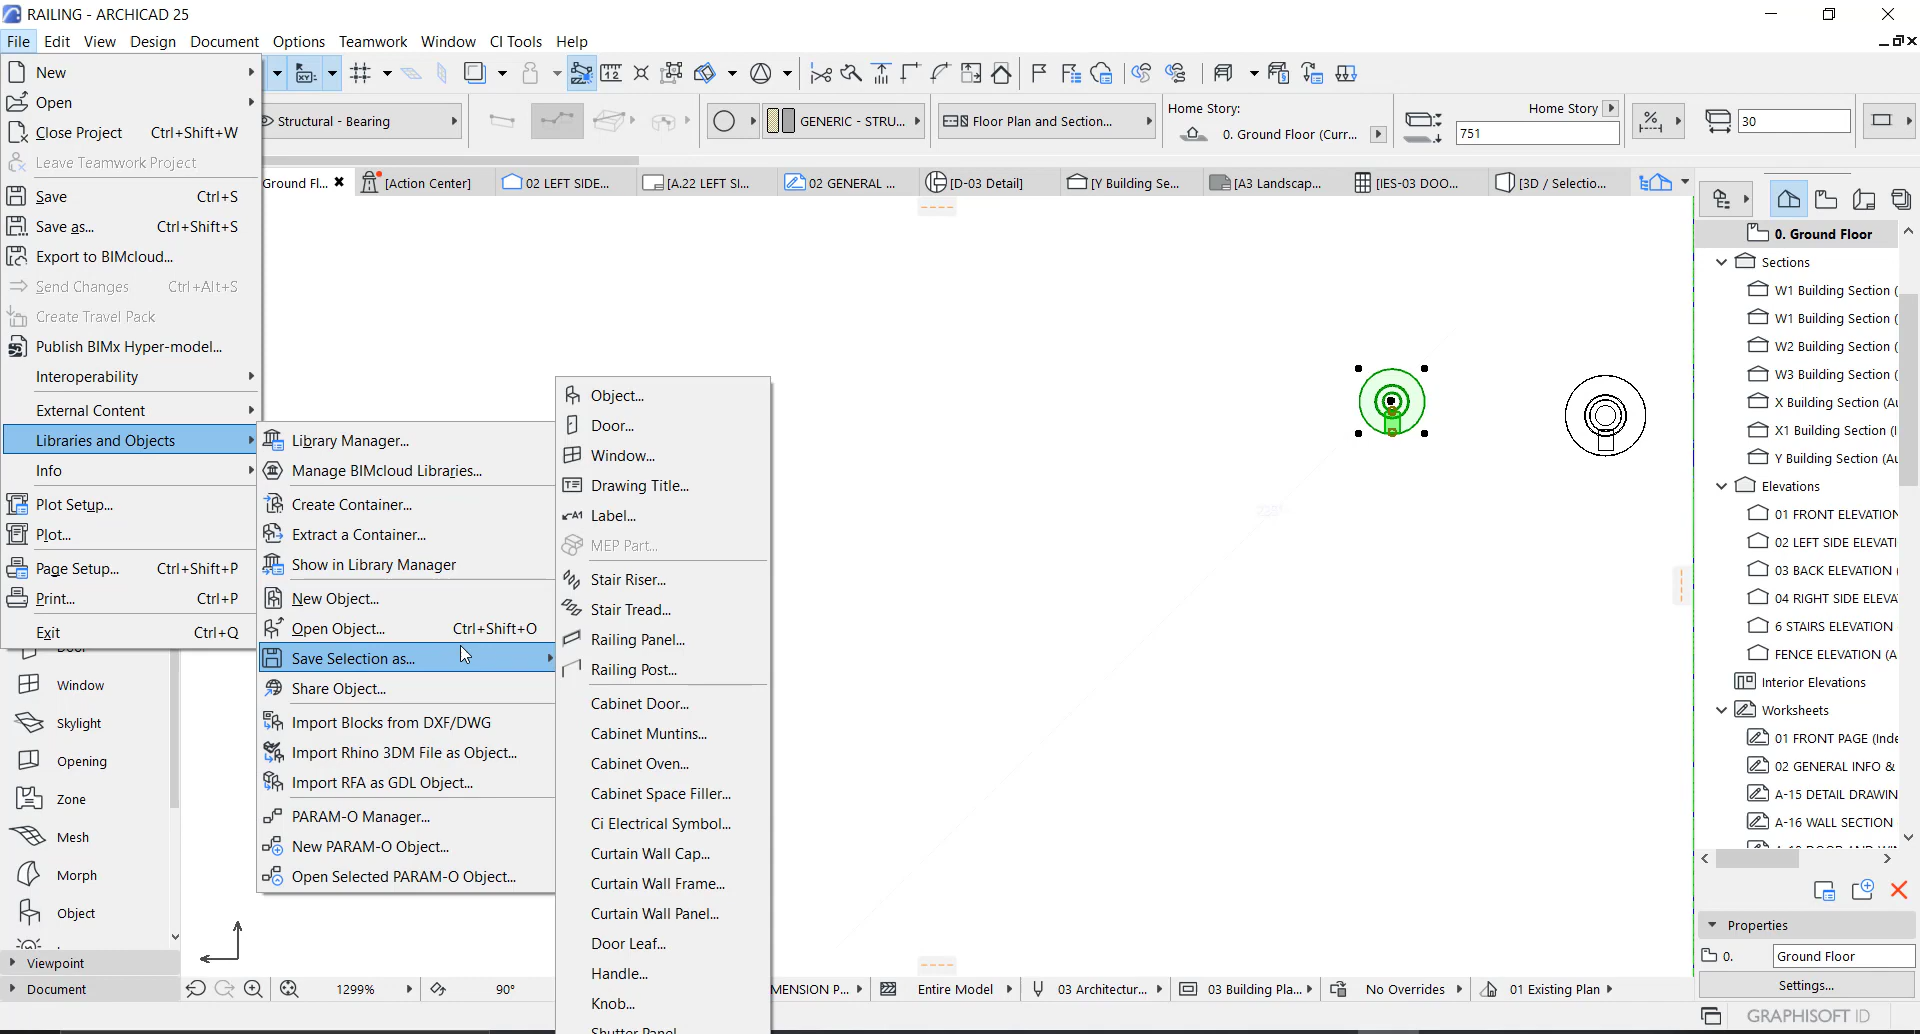 RAILING - ARCHICAD 25
File Edit View Design Document Options Teamwork Window CI Tools Help
New
Open
Close Project Ctrl+Shift+W
Leave Teamwork Project
Save Ctrl+S
Save as... Ctrl+Shift+S
Export to BIMcloud...
Send Changes Ctrl+Alt+S
Create Travel Pack
Publish BIMx Hyper-model...
Interoperability
External Content
Libraries and Objects
Info
Plot Setup...
Plot...
Page Setup... Ctrl+Shift+P
Print... Ctrl+P
Exit Ctrl+Q
Structural - Bearing
GENERIC - STRU...
Floor Plan and Section...
Home Story:
0. Ground Floor (Curr...
Home Story
751
30
Ground Fl...
[Action Center]
02 LEFT SIDE...
[A.22 LEFT SI...
02 GENERAL ...
[D-03 Detail]
[Y Building Se...
[A3 Landscap...
[IES-03 DOO...
[3D / Selectio...
Library Manager...
Manage BIMcloud Libraries...
Create Container...
Extract a Container...
Show in Library Manager
New Object...
Open Object... Ctrl+Shift+O
Save Selection as...
Share Object...
Import Blocks from DXF/DWG
Import Rhino 3DM File as Object...
Import RFA as GDL Object...
PARAM-O Manager...
New PARAM-O Object...
Open Selected PARAM-O Object...
Object...
Door...
Window...
Drawing Title...
Label...
MEP Part...
Stair Riser...
Stair Tread...
Railing Panel...
Railing Post...
Cabinet Door...
Cabinet Muntins...
Cabinet Oven...
Cabinet Space Filler...
Ci Electrical Symbol...
Curtain Wall Cap...
Curtain Wall Frame...
Curtain Wall Panel...
Door Leaf...
Handle...
Knob...
Shutter Panel
Window
Skylight
Opening
Zone
Mesh
Morph
Object
Viewpoint
Document
0. Ground Floor
Sections
W1 Building Section (
W1 Building Section (
W2 Building Section (
W3 Building Section (
X Building Section (Au
X1 Building Section (I
Y Building Section (Au
Elevations
01 FRONT ELEVATION
02 LEFT SIDE ELEVATI
03 BACK ELEVATION (
04 RIGHT SIDE ELEVA
6 STAIRS ELEVATION
FENCE ELEVATION (A
Interior Elevations
Worksheets
01 FRONT PAGE (Inde
02 GENERAL INFO &
A-15 DETAIL DRAWIN
A-16 WALL SECTION
Properties
0. Ground Floor
Settings...
1299% 90° MENSION P... Entire Model 03 Architectur... 03 Building Pla... No Overrides 01 Existing Plan
GRAPHISOFT ID